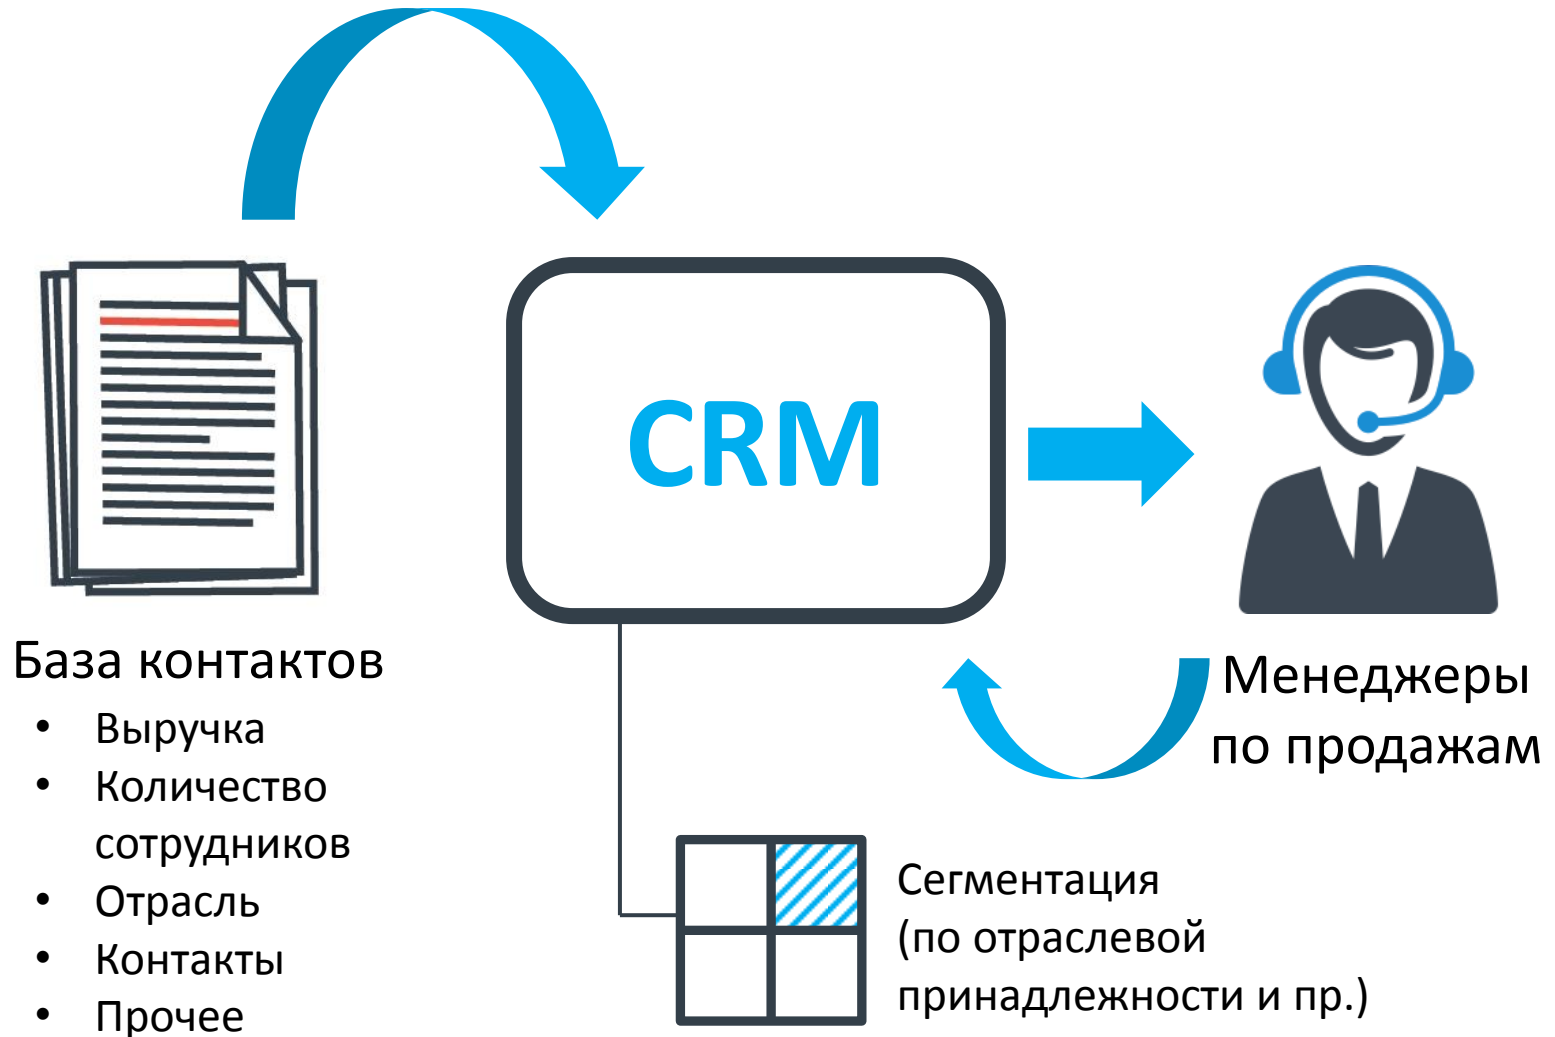 CRM
База контактов
• Выручка
• Количество
сотрудников
• Отрасль
• Контакты
• Прочее
Менеджеры
по продажам
Сегментация
(по отраслевой
принадлежности и пр.)